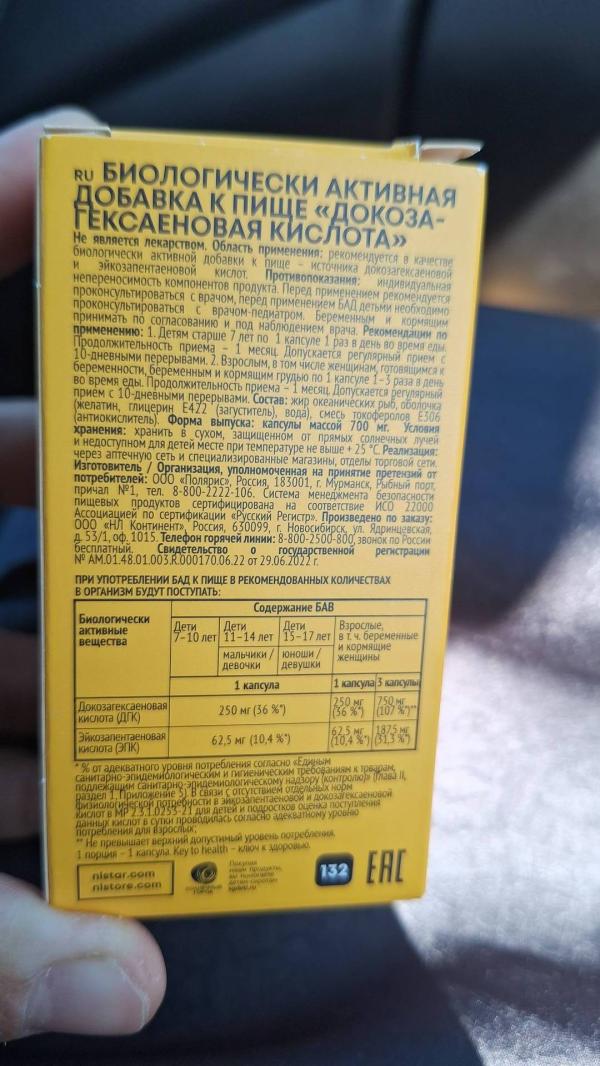 RU БИОЛОГИЧЕСКИ АКТИВНАЯ
ДОБАВКА К ПИЩЕ «ДОКОЗА-
ГЕКСАЕНОВАЯ КИСЛОТА»
Не является лекарством. Область применения: рекомендуется в качестве
биологически активной добавки к пище – источника докозагексаеновой
и эйкозапентаеновой кислот. Противопоказания: индивидуальная
непереносимость компонентов продукта. Перед применением рекомендуется
проконсультироваться с врачом, перед применением БАД детьми необходимо
проконсультироваться с врачом-педиатром. Беременным и кормящим
принимать по согласованию и под наблюдением врача. Рекомендации по
применению: 1. Детям старше 7 лет по 1 капсуле 1 раз в день во время еды.
Продолжительность приема – 1 месяц. Допускается регулярный прием с
10-дневными перерывами. 2. Взрослым, в том числе женщинам, готовящимся к
беременности, беременным и кормящим грудью по 1 капсуле 1–3 раза в день
во время еды. Продолжительность приема – 1 месяц. Допускается регулярный
прием с 10-дневными перерывами. Состав: жир океанических рыб, оболочка
(желатин, глицерин Е422 (загуститель), вода), смесь токоферолов Е306
(антиокислитель). Форма выпуска: капсулы массой 700 мг. Условия
хранения: хранить в сухом, защищенном от прямых солнечных лучей
и недоступном для детей месте при температуре не выше + 25 °С. Реализация:
через аптечную сеть и специализированные магазины, отделы торговой сети.
Изготовитель / Организация, уполномоченная на принятие претензий от
потребителей: ООО «Полярис», Россия, 183001, г. Мурманск, Рыбный порт,
причал №1, тел. 8-800-2222-106. Система менеджмента безопасности
пищевых продуктов сертифицирована на соответствие ИСО 22000
Ассоциацией по сертификации «Русский Регистр». Произведено по заказу:
ООО «НЛ Континент», Россия, 630099, г. Новосибирск, ул. Ядринцевская,
д. 53/1, оф. 1015. Телефон горячей линии: 8-800-2500-800, звонок по России
бесплатный. Свидетельство о государственной регистрации
№ AM.01.48.01.003.R.000170.06.22 от 29.06.2022 г.
ПРИ УПОТРЕБЛЕНИИ БАД К ПИЩЕ В РЕКОМЕНДОВАННЫХ КОЛИЧЕСТВАХ
В ОРГАНИЗМ БУДУТ ПОСТУПАТЬ:
Биологически активные вещества
Содержание БАВ
Дети 7–10 лет
Дети 11–14 лет
Дети 15–17 лет
Взрослые, в т. ч. беременные и кормящие женщины
мальчики / девочки
юноши / девушки
1 капсула
1 капсула
3 капсулы
Докозагексаеновая кислота (ДГК)
250 мг (36 %*)
250 мг (36 %*)
750 мг (107 %*)**
Эйкозапентаеновая кислота (ЭПК)
62,5 мг (10,4 %*)
62,5 мг (10,4 %*)
187,5 мг (31,3 %*)
* % от адекватного уровня потребления согласно «Единым
санитарно-эпидемиологическим и гигиеническим требованиям к товарам,
подлежащим санитарно-эпидемиологическому надзору (контролю)» (глава II,
раздел 1, Приложение 5). В связи с отсутствием отдельных норм
физиологической потребности в эйкозапентаеновой и докозагексаеновой
кислот в МР 2.3.1.0253-21 для детей и подростков оценка поступления
данных кислот в сутки проводилась согласно адекватному уровню
потребления для взрослых.
** Не превышает верхний допустимый уровень потребления.
1 порция – 1 капсула. Key to health – ключ к здоровью.
nlstar.com
nlstore.com
Покупая
наши продукты,
вы помогаете
детям-сиротам
132
EAC